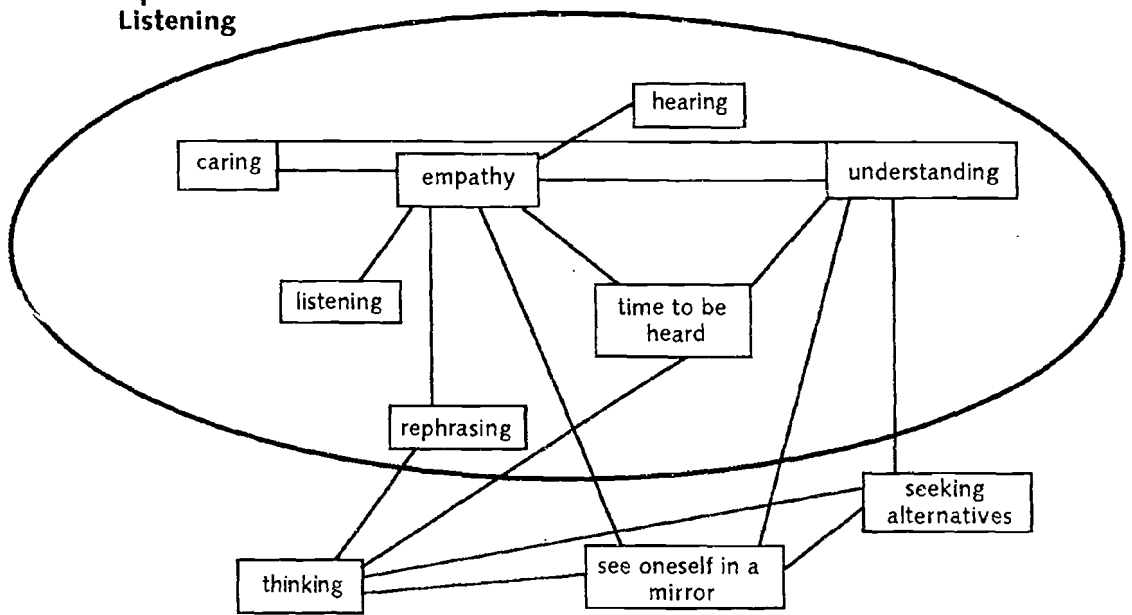 Listening
hearing
caring
empathy
understanding
listening
time to be
heard
rephrasing
seeking
alternatives
thinking
see oneself in a
mirror